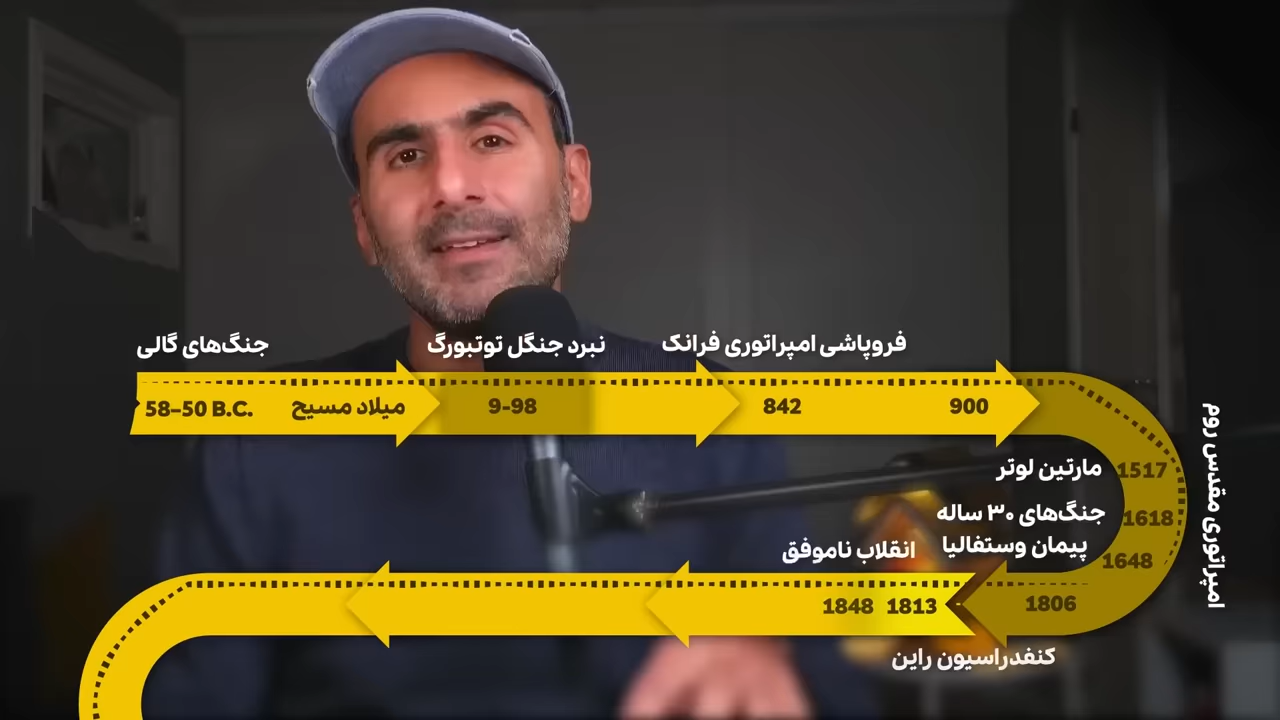 جنگ‌های گالی
نبرد جنگل توتبورگ
فروپاشی امپراتوری فرانک
58–50 B.C.
میلاد مسیح
9-98
842
900
امپراتوری مقدس روم
مارتین لوتر
1517
جنگ‌های ۳۰ ساله
1618
پیمان وستفالیا
1648
انقلاب ناموفق
1806
1813
1848
کنفدراسیون راین